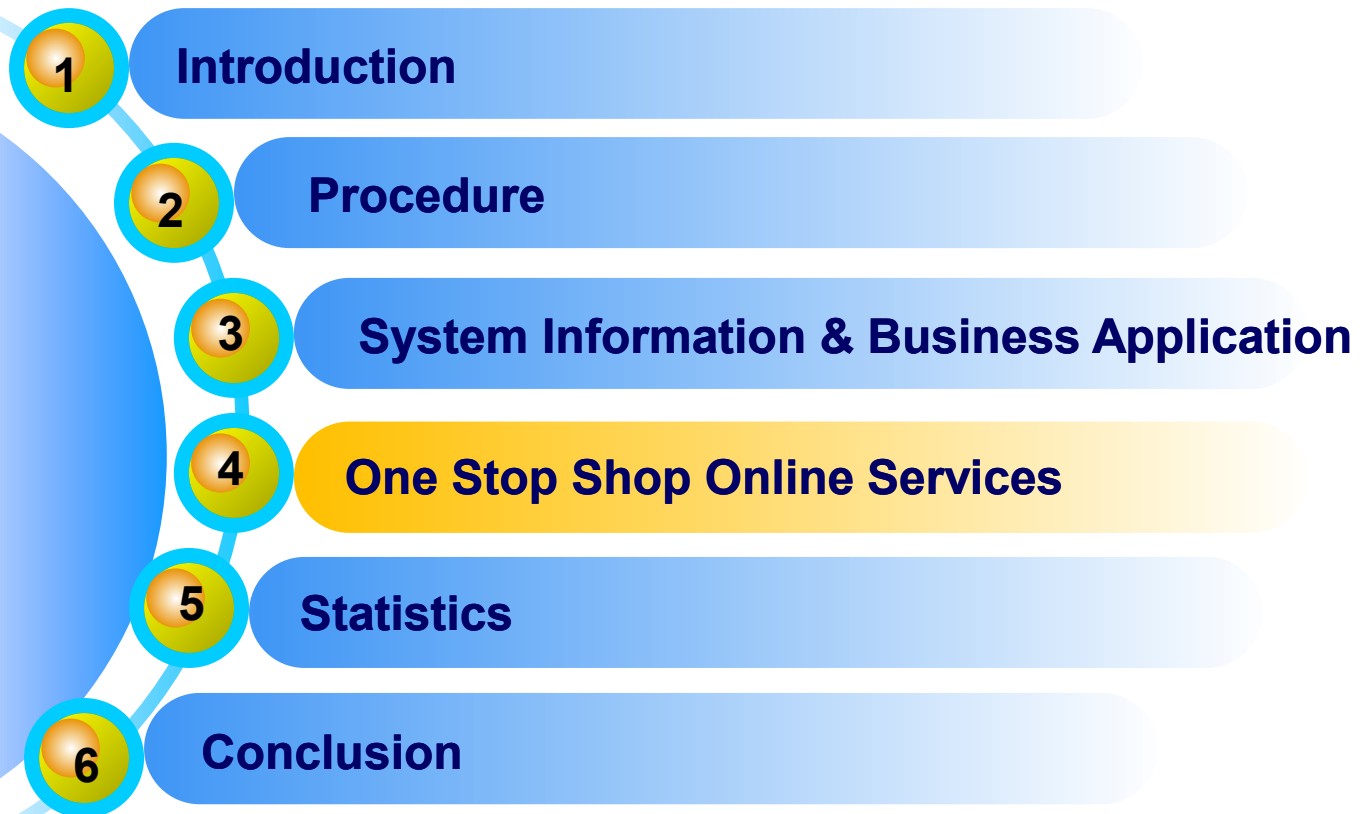 1 Introduction
2 Procedure
3 System Information & Business Application
4 One Stop Shop Online Services
5 Statistics
6 Conclusion